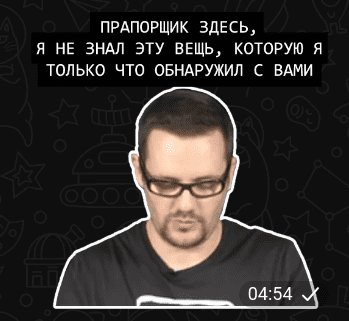 ПРАПОРЩИК ЗДЕСЬ,
Я НЕ ЗНАЛ ЭТУ ВЕЩЬ, КОТОРУЮ Я
ТОЛЬКО ЧТО ОБНАРУЖИЛ С ВАМИ
04:54